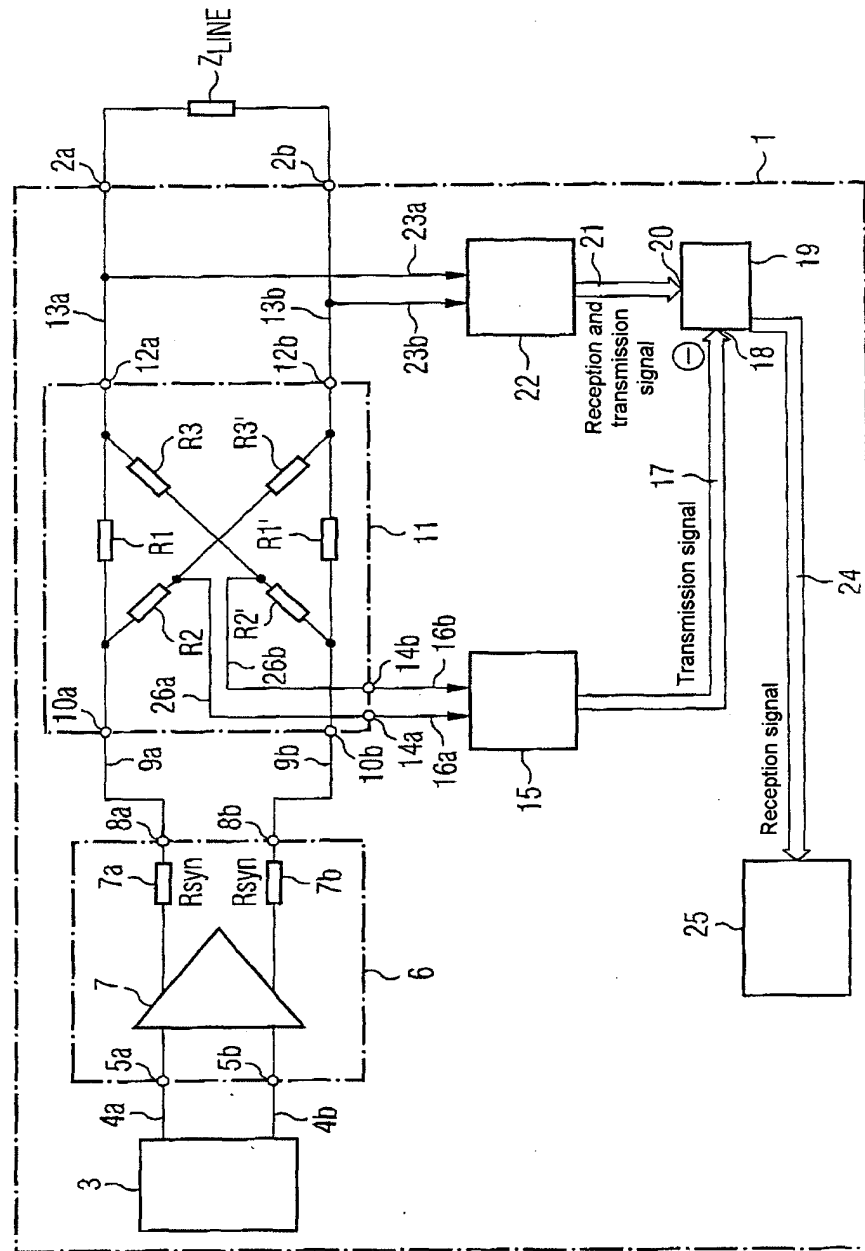 3
4a
4b
5a
5b
6
7
7a
Rsyn
Rsyn
7b
8a
8b
9a
9b
10a
10b
11
R1
R2
R3
R1'
R2'
R3'
26a
26b
12a
12b
13a
13b
2a
2b
ZLINE
1
14a
14b
16a
16b
15
23a
23b
22
21
Reception and
transmission
signal
20
19
18
−
17
Transmission signal
24
Reception signal
25